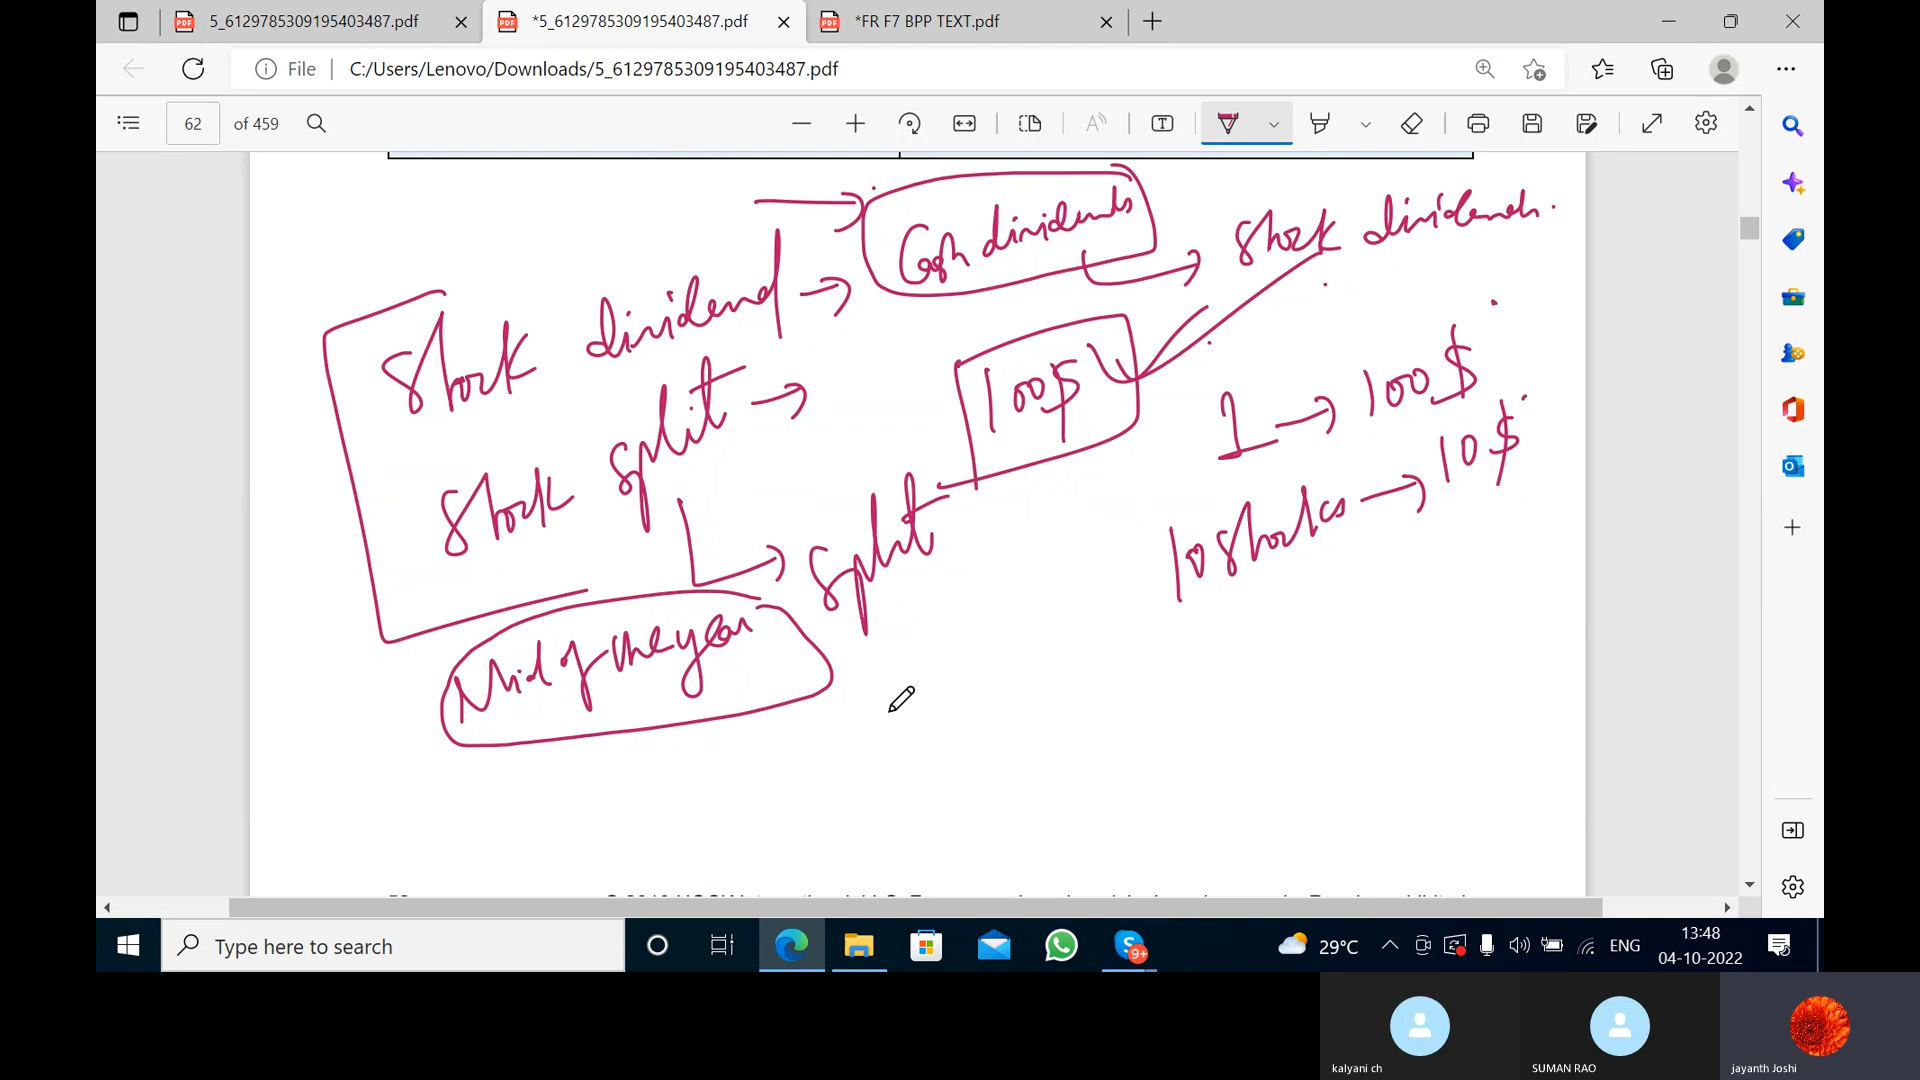 5_6129785309195403487.pdf
*5_6129785309195403487.pdf
*FR F7 BPP TEXT.pdf
File
C:/Users/Lenovo/Downloads/5_6129785309195403487.pdf
62 of 459
Cash dividends
Stock dividends.
Stock dividend →
100$
1 → 100$
Stock split →
split
10 Shocks → 10$
Mid of the year
Type here to search
29°C
9+
ENG
13:48
04-10-2022
kalyani ch
SUMAN RAO
jayanth Joshi